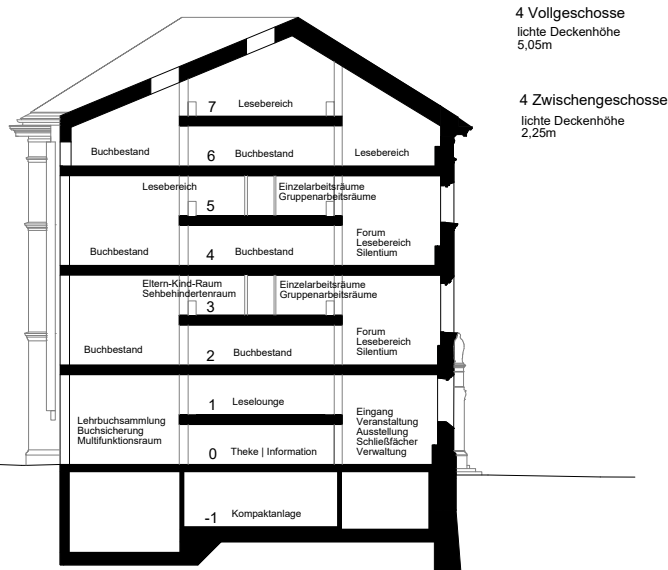 4 Vollgeschosse
lichte Deckenhöhe
5,05m
4 Zwischengeschosse
lichte Deckenhöhe
2,25m
7 Lesebereich
Buchbestand 6 Buchbestand Lesebereich
Lesebereich
5
Einzelarbeitsräume
Gruppenarbeitsräume
Buchbestand 4 Buchbestand
Forum
Lesebereich
Silentium
Eltern-Kind-Raum
Sehbehindertenraum
3
Einzelarbeitsräume
Gruppenarbeitsräume
Buchbestand 2 Buchbestand
Forum
Lesebereich
Silentium
1 Leselounge
Lehrbuchsammlung
Buchsicherung
Multifunktionsraum
0 Theke | Information
Eingang
Veranstaltung
Ausstellung
Schließfächer
Verwaltung
-1 Kompaktanlage